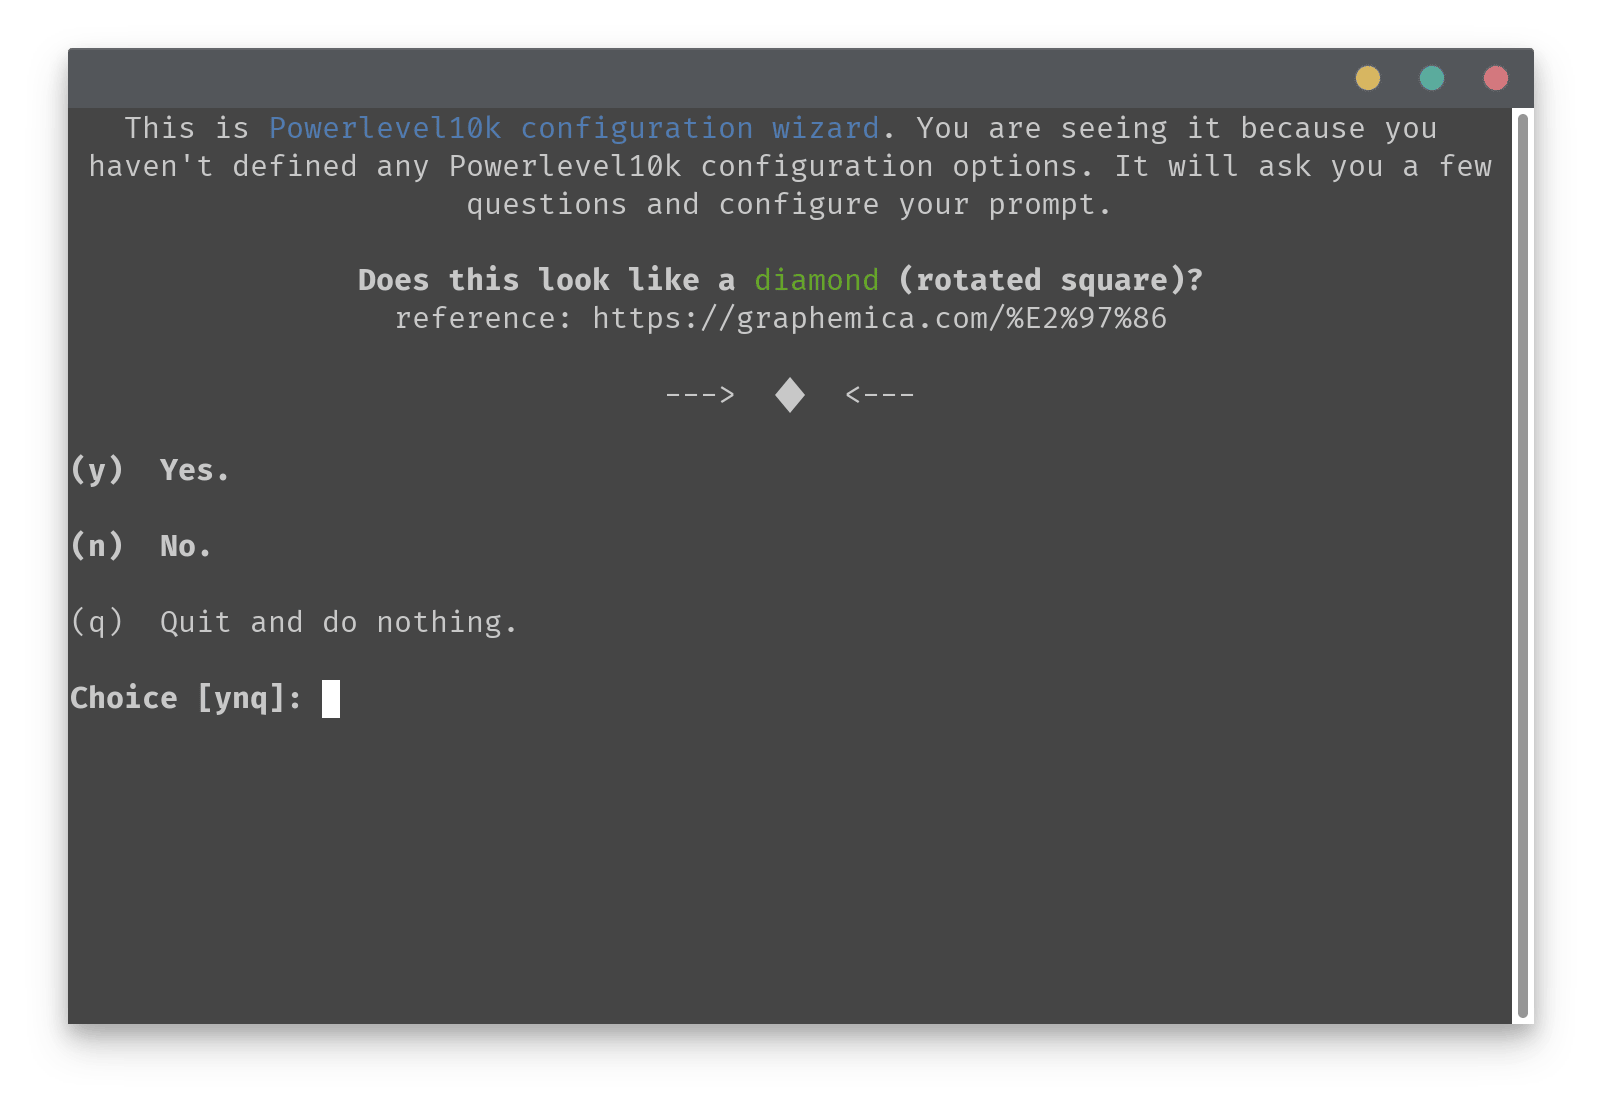 This is Powerlevel10k configuration wizard. You are seeing it because you
haven't defined any Powerlevel10k configuration options. It will ask you a few
questions and configure your prompt.
Does this look like a diamond (rotated square)?
reference: https://graphemica.com/%E2%97%86
---> ◆ <---
(y) Yes.
(n) No.
(q) Quit and do nothing.
Choice [ynq]: